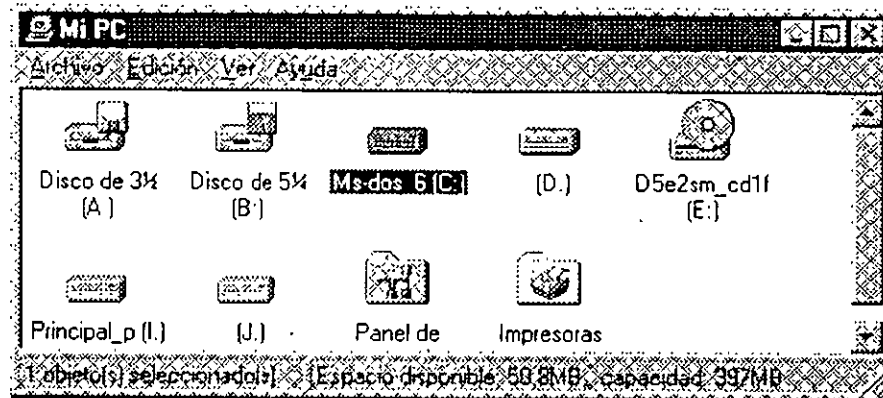 Mi PC
Archivo Edición Ver Ayuda
Disco de 3½ Disco de 5¼ Ms-dos_6 (C:) (D:) D5e2sm_cd1f
(A:) (B:) (E:)
Principal_p (I:) (J:) Panel de Impresoras
1 objeto(s) seleccionado(s) Espacio disponible: 50,8MB, capacidad: 397MB